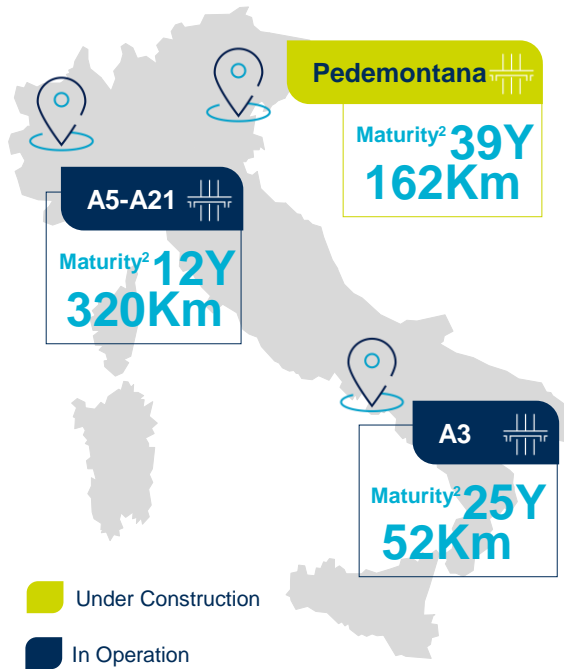 Pedemontana
Maturity² 39Y
162Km
A5-A21
Maturity² 12Y
320Km
A3
Maturity² 25Y
52Km
Under Construction
In Operation